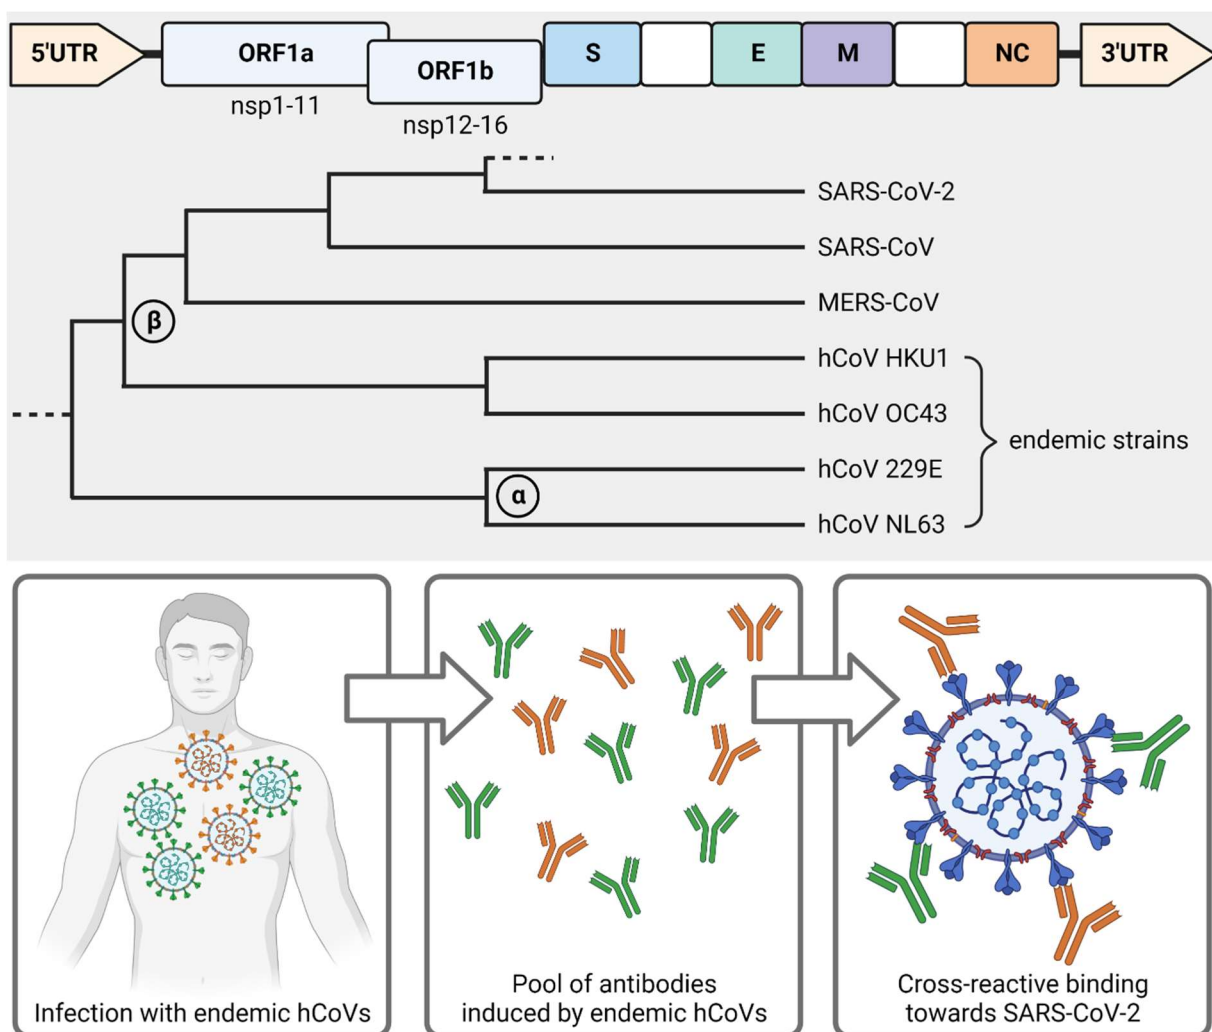 5'UTR ORF1a ORF1b S E M NC 3'UTR
nsp1-11
nsp12-16
SARS-CoV-2
SARS-CoV
MERS-CoV
β
hCoV HKU1
hCoV OC43
endemic strains
hCoV 229E
α
hCoV NL63
Infection with endemic hCoVs
Pool of antibodies
induced by endemic hCoVs
Cross-reactive binding
towards SARS-CoV-2